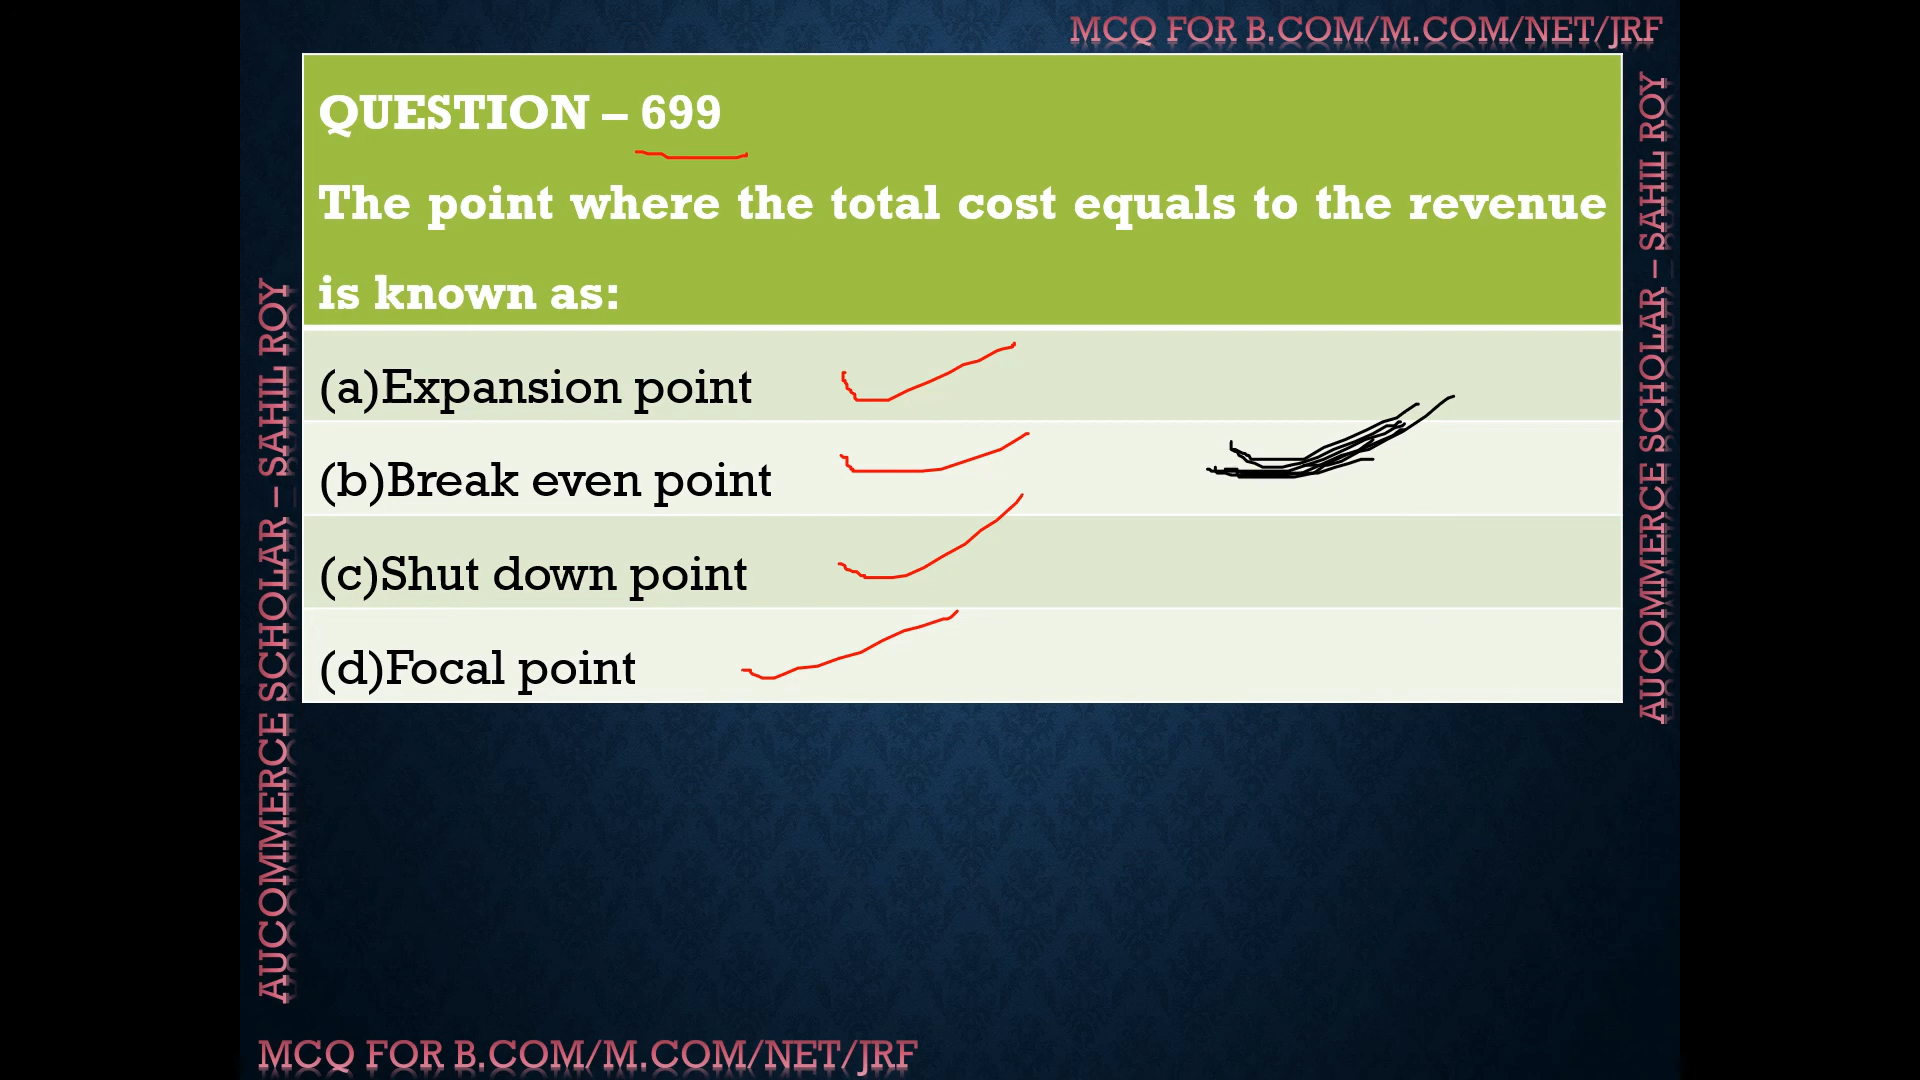 MCQ FOR B.COM/M.COM/NET/JRF
QUESTION – 699
The point where the total cost equals to the revenue
is known as:
(a)Expansion point
(b)Break even point
(c)Shut down point
(d)Focal point
AUCOMMERCE SCHOLAR – SAHIL ROY
AUCOMMERCE SCHOLAR – SAHIL ROY
MCQ FOR B.COM/M.COM/NET/JRF